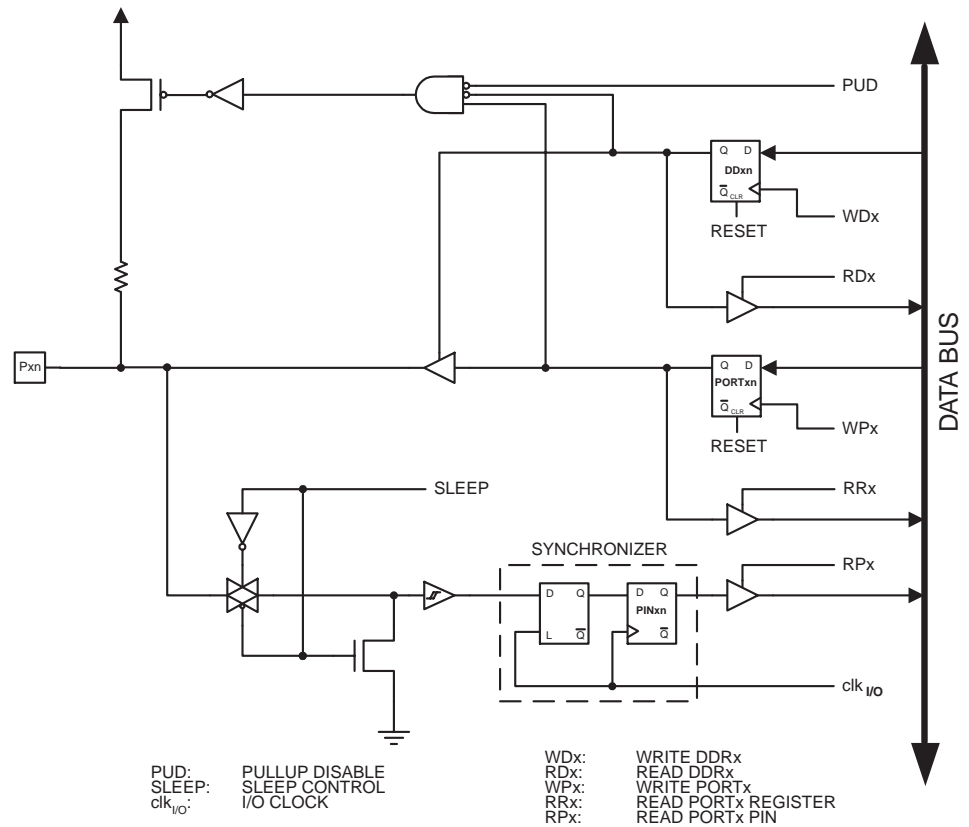 PUD
Q D
DDxn
Q CLR
WDx
RESET
RDx
Pxn
Q D
PORTxn
Q CLR
WPx
RESET
DATA BUS
SLEEP
RRx
SYNCHRONIZER
RPx
D Q
L Q
D Q
PINxn
Q
clk I/O
PUD: PULLUP DISABLE
SLEEP: SLEEP CONTROL
clkI/O: I/O CLOCK
WDx: WRITE DDRx
RDx: READ DDRx
WPx: WRITE PORTx
RRx: READ PORTx REGISTER
RPx: READ PORTx PIN